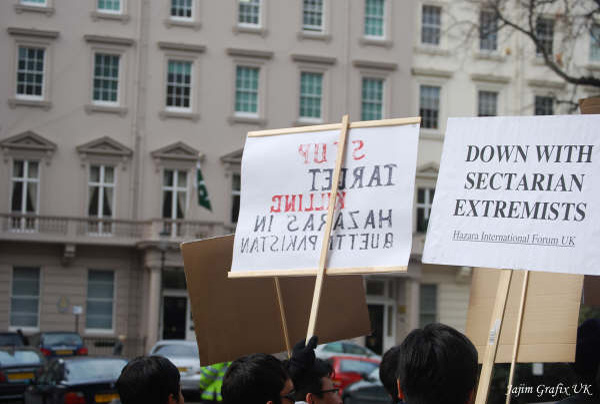 STOP
TARGET
KILLING
HAZARAS IN
QUETTA PAKISTAN
DOWN WITH
SECTARIAN
EXTREMISTS
Hazara International Forum UK
Jajim Grafix UK